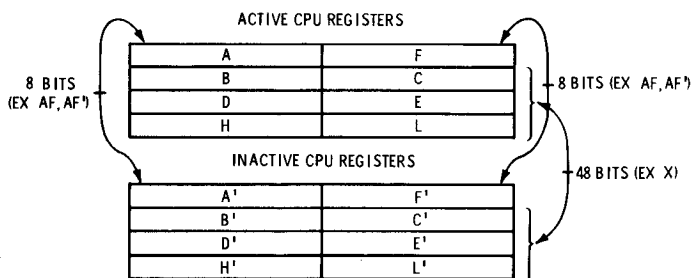 ACTIVE CPU REGISTERS
A F
B C
D E
H L
8 BITS
(EX AF, AF')
8 BITS (EX AF, AF')
INACTIVE CPU REGISTERS
48 BITS (EX X)
A' F'
B' C'
D' E'
H' L'